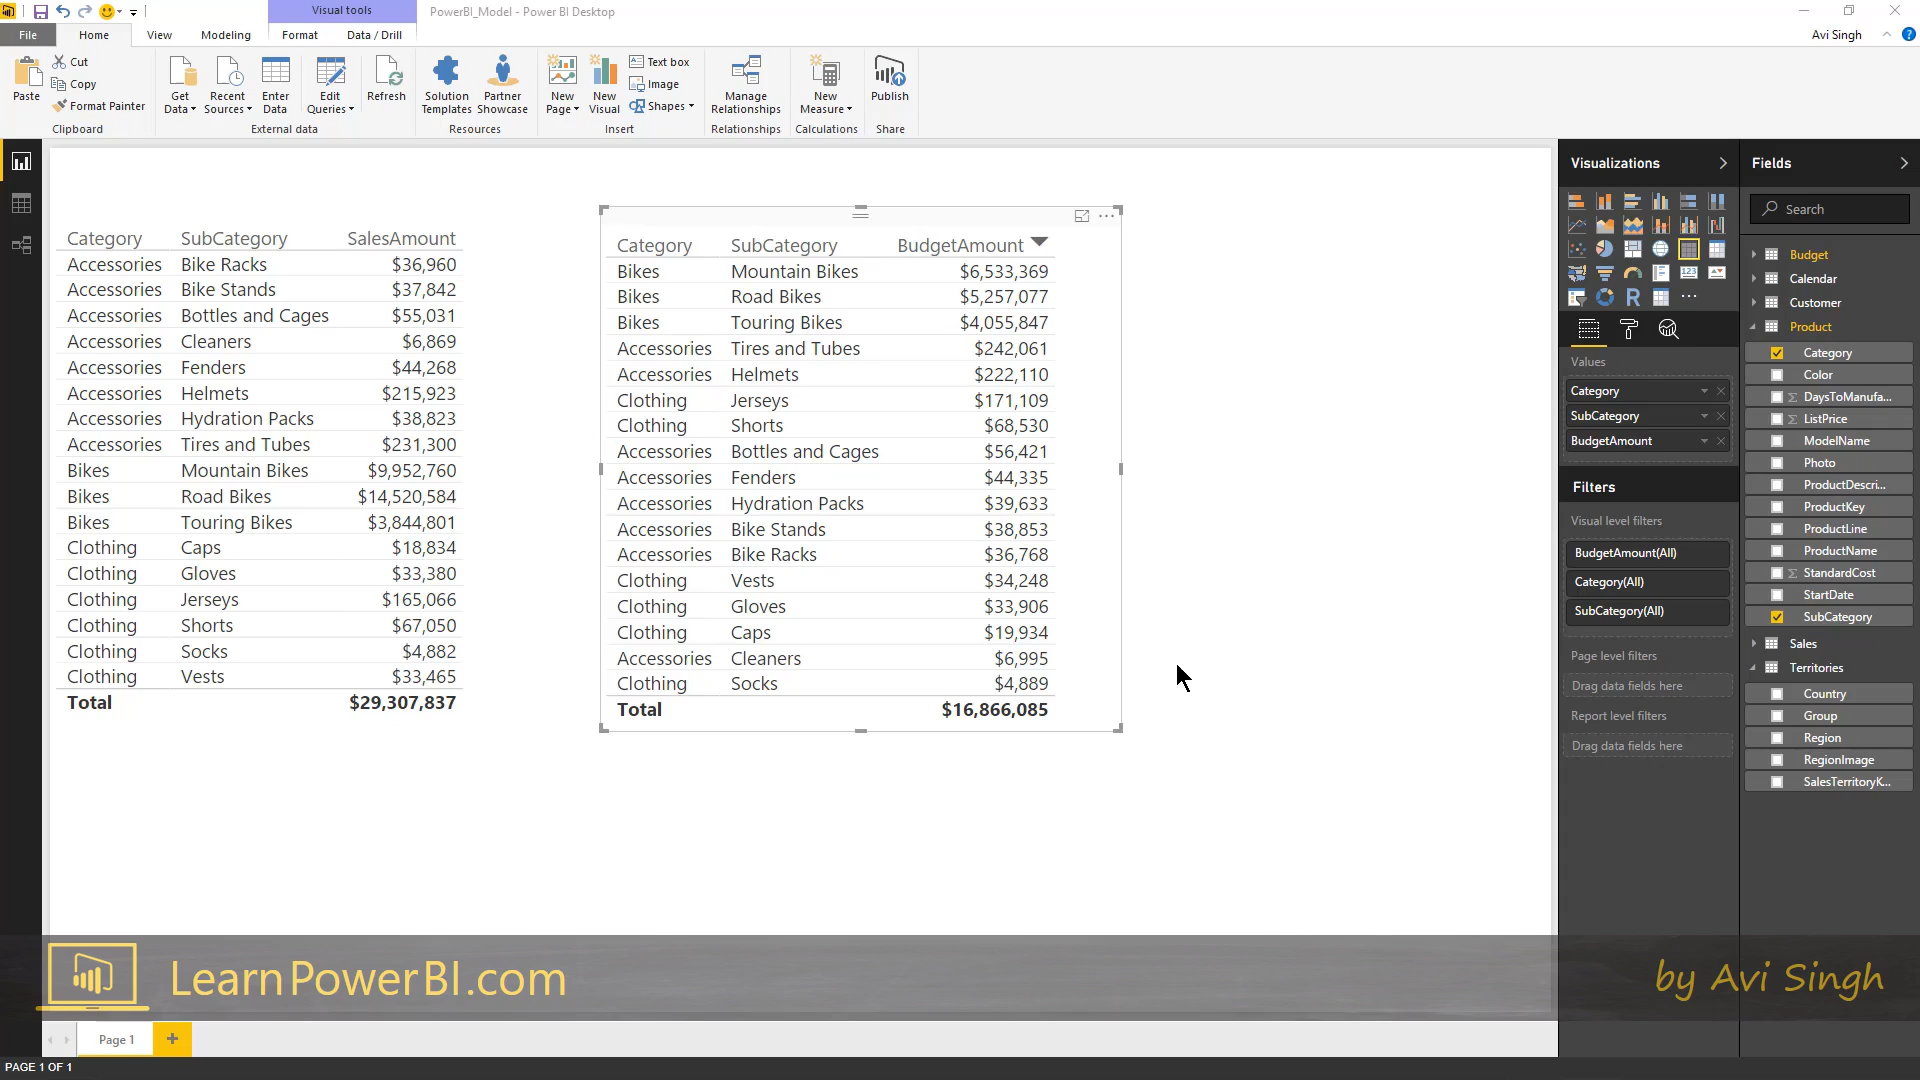 Visual tools
PowerBI_Model - Power BI Desktop
File Home View Modeling Format Data / Drill
Avi Singh
Paste
Cut
Copy
Format Painter
Clipboard
Get Data
Recent Sources
Enter Data
Edit Queries
Refresh
External data
Solution Templates
Partner Showcase
Resources
New Page
New Visual
Text box
Image
Shapes
Insert
Manage Relationships
Relationships
New Measure
Calculations
Publish
Share
Category SubCategory SalesAmount
Accessories Bike Racks $36,960
Accessories Bike Stands $37,842
Accessories Bottles and Cages $55,031
Accessories Cleaners $6,869
Accessories Fenders $44,268
Accessories Helmets $215,923
Accessories Hydration Packs $38,823
Accessories Tires and Tubes $231,300
Bikes Mountain Bikes $9,952,760
Bikes Road Bikes $14,520,584
Bikes Touring Bikes $3,844,801
Clothing Caps $18,834
Clothing Gloves $33,380
Clothing Jerseys $165,066
Clothing Shorts $67,050
Clothing Socks $4,882
Clothing Vests $33,465
Total $29,307,837
Category SubCategory BudgetAmount
Bikes Mountain Bikes $6,533,369
Bikes Road Bikes $5,257,077
Bikes Touring Bikes $4,055,847
Accessories Tires and Tubes $242,061
Accessories Helmets $222,110
Clothing Jerseys $171,109
Clothing Shorts $68,530
Accessories Bottles and Cages $56,421
Accessories Fenders $44,335
Accessories Hydration Packs $39,633
Accessories Bike Stands $38,853
Accessories Bike Racks $36,768
Clothing Vests $34,248
Clothing Gloves $33,906
Clothing Caps $19,934
Accessories Cleaners $6,995
Clothing Socks $4,889
Total $16,866,085
Visualizations
R
123
Values
Category
SubCategory
BudgetAmount
Filters
Visual level filters
BudgetAmount(All)
Category(All)
SubCategory(All)
Page level filters
Drag data fields here
Report level filters
Drag data fields here
Fields
Search
Budget
Calendar
Customer
Product
Category
Color
DaysToManufa...
ListPrice
ModelName
Photo
ProductDescri...
ProductKey
ProductLine
ProductName
StandardCost
StartDate
SubCategory
Sales
Territories
Country
Group
Region
RegionImage
SalesTerritoryK...
LearnPowerBI.com
by Avi Singh
Page 1
PAGE 1 OF 1